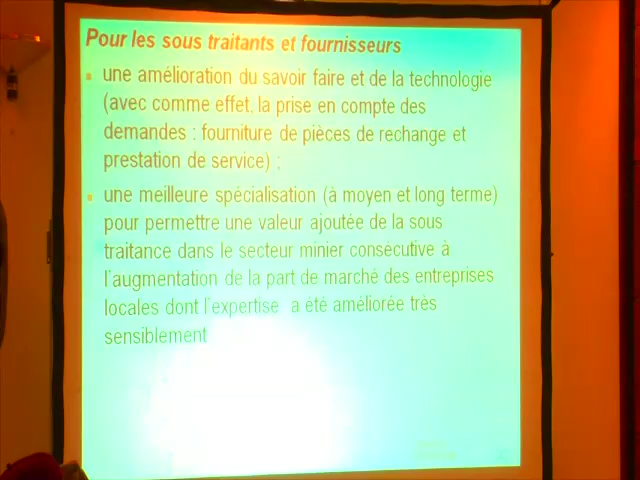 Pour les sous traitants et fournisseurs
une amélioration du savoir faire et de la technologie
(avec comme effet, la prise en compte des
demandes : fourniture de pièces de rechange et
prestation de service) ;
une meilleure spécialisation (à moyen et long terme)
pour permettre une valeur ajoutée de la sous
traitance dans le secteur minier consecutive à
l'augmentation de la part de marché des entreprises
locales dont l'expertise a été améliorée très
sensiblement